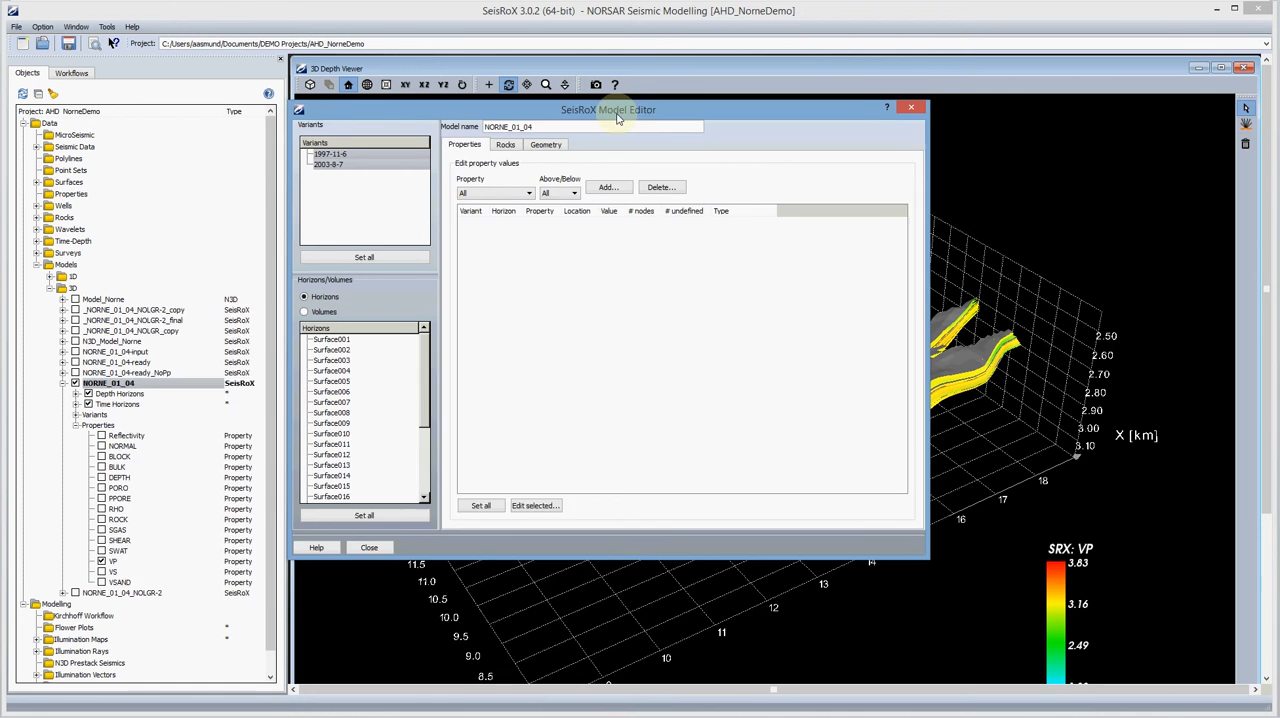 SeisRoX 3.0.2 (64-bit) - NORSAR Seismic Modelling [AHD_NorneDemo]
File Option Window Tools Help
Project: C:/Users/aasmund/Documents/DEMO Projects/AHD_NorneDemo
Objects Workflows
Project: AHD_NorneDemo Type
Data
MicroSeismic
Seismic Data
Polylines
Point Sets
Surfaces
Properties
Wells
Rocks
Wavelets
Time-Depth
Surveys
Models
1D
3D
Model_Norne N3D
_NORNE_01_04_NOLGR-2_copy SeisRoX
_NORNE_01_04_NOLGR-2_final SeisRoX
_NORNE_01_04_NOLGR_copy SeisRoX
N3D_Model_Norne SeisRoX
NORNE_01_04-input SeisRoX
NORNE_01_04-ready SeisRoX
NORNE_01_04-ready_NoPp SeisRoX
NORNE_01_04 SeisRoX
Depth Horizons *
Time Horizons *
Variants
Properties
Reflectivity Property
NORMAL Property
BLOCK Property
BULK Property
DEPTH Property
PORO Property
PPORE Property
RHO Property
ROCK Property
SGAS Property
SHEAR Property
SWAT Property
VP Property
VS Property
VSAND Property
NORNE_01_04_NOLGR-2 SeisRoX
Modelling
Kirchhoff Workflow
Flower Plots *
Illumination Maps *
Illumination Rays
N3D Prestack Seismics
Illumination Vectors
3D Depth Viewer
XY XZ YZ
SeisRoX Model Editor
Variants
Variants
1997-11-6
2003-8-7
Set all
Horizons/Volumes
Horizons
Volumes
Horizons
Surface001
Surface002
Surface003
Surface004
Surface005
Surface006
Surface007
Surface008
Surface009
Surface010
Surface011
Surface012
Surface013
Surface014
Surface015
Surface016
Set all
Help Close
Model name NORNE_01_04
Properties Rocks Geometry
Edit property values
Property Above/Below
All All Add... Delete...
Variant Horizon Property Location Value # nodes # undefined Type
Set all Edit selected...
2.50
2.60
2.70
2.80
2.90
3.00
3.10
X [km]
18
17
16
14
13
12
11
10
11.5
11.0
10.5
10.0
9.5
9.0
8.5
SRX: VP
3.83
3.16
2.49